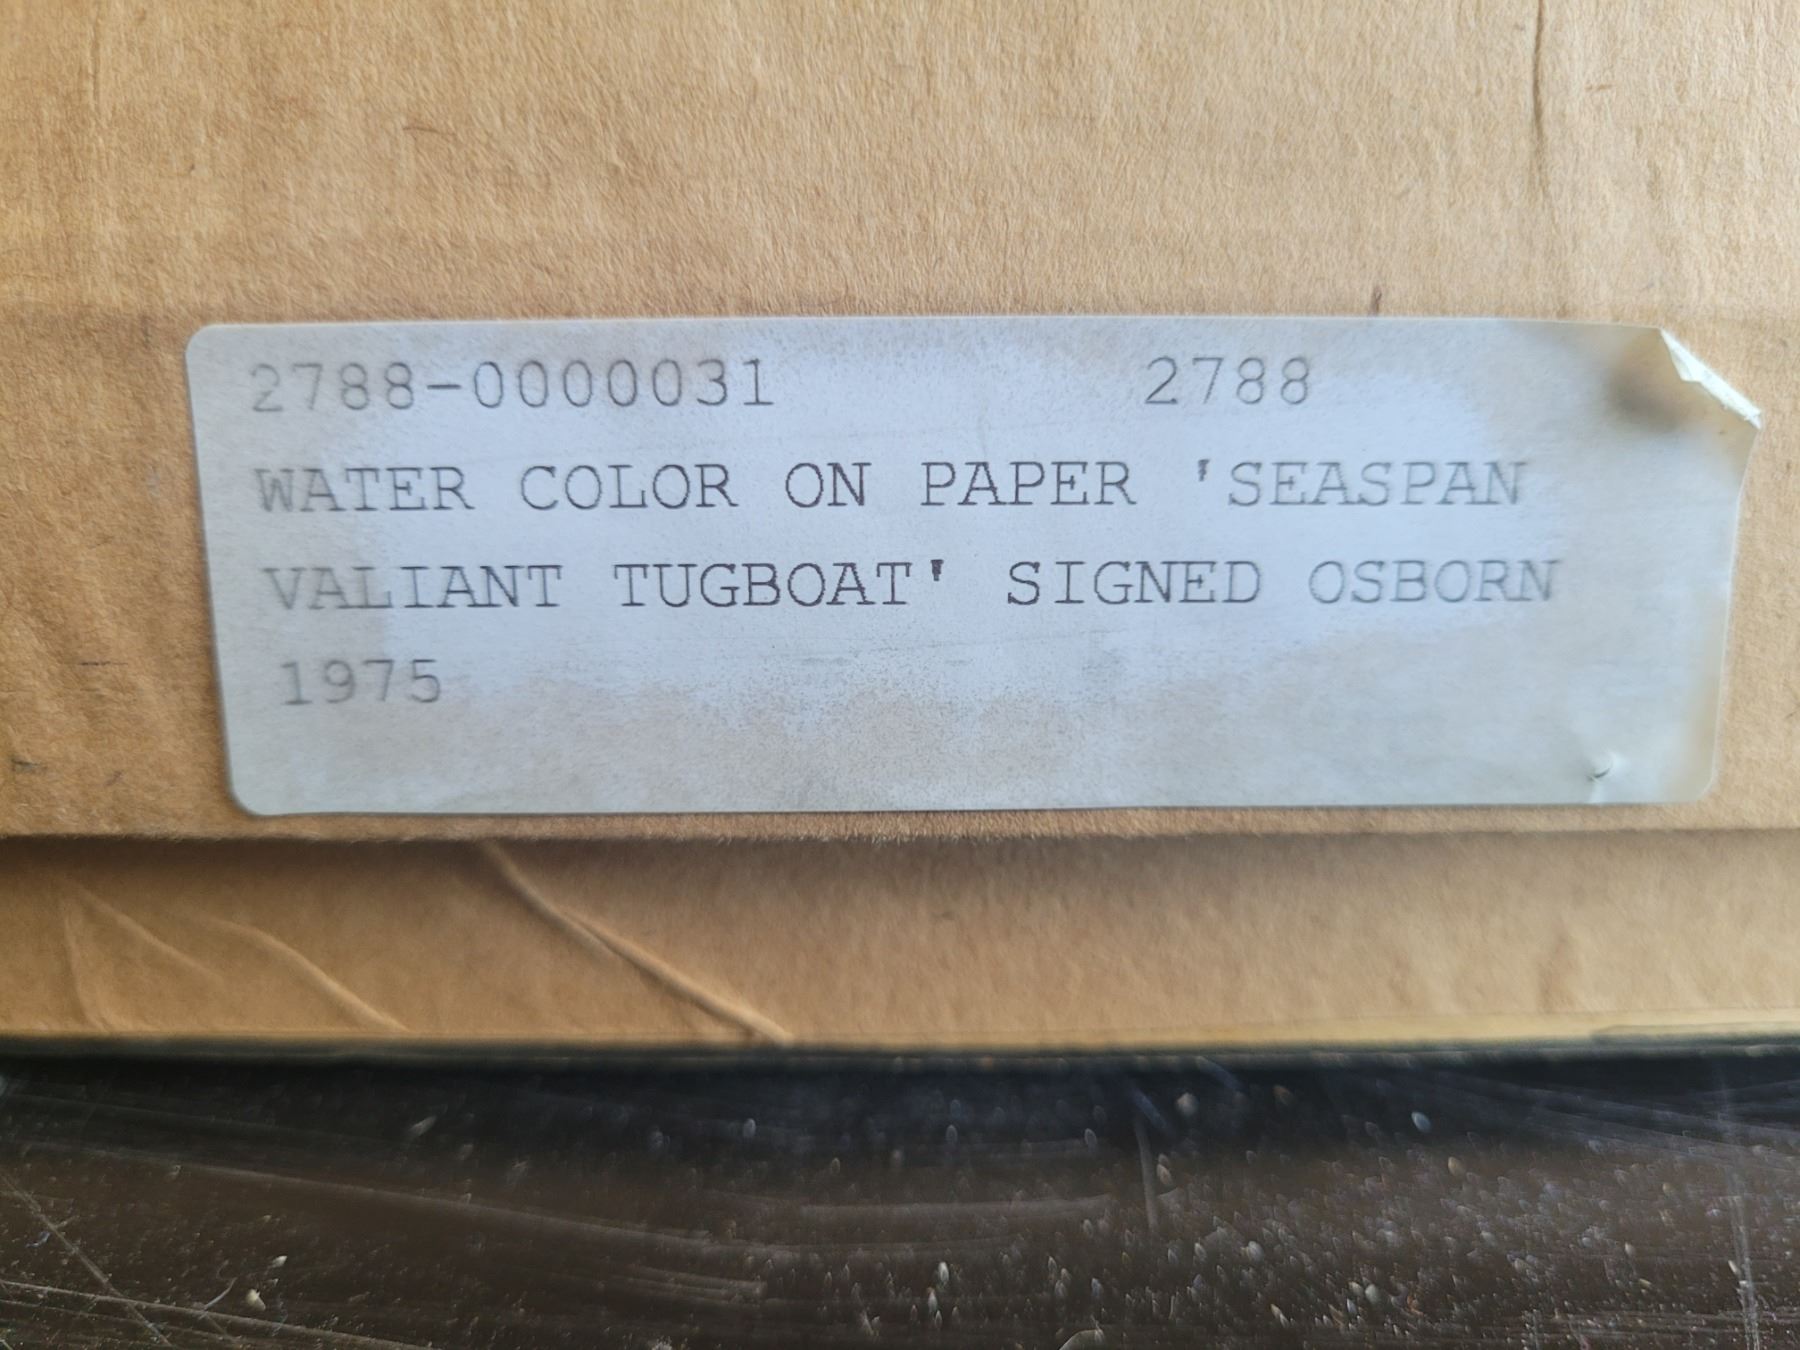 2788-0000031 2788
WATER COLOR ON PAPER 'SEASPAN
VALIANT TUGBOAT' SIGNED OSBORN
1975